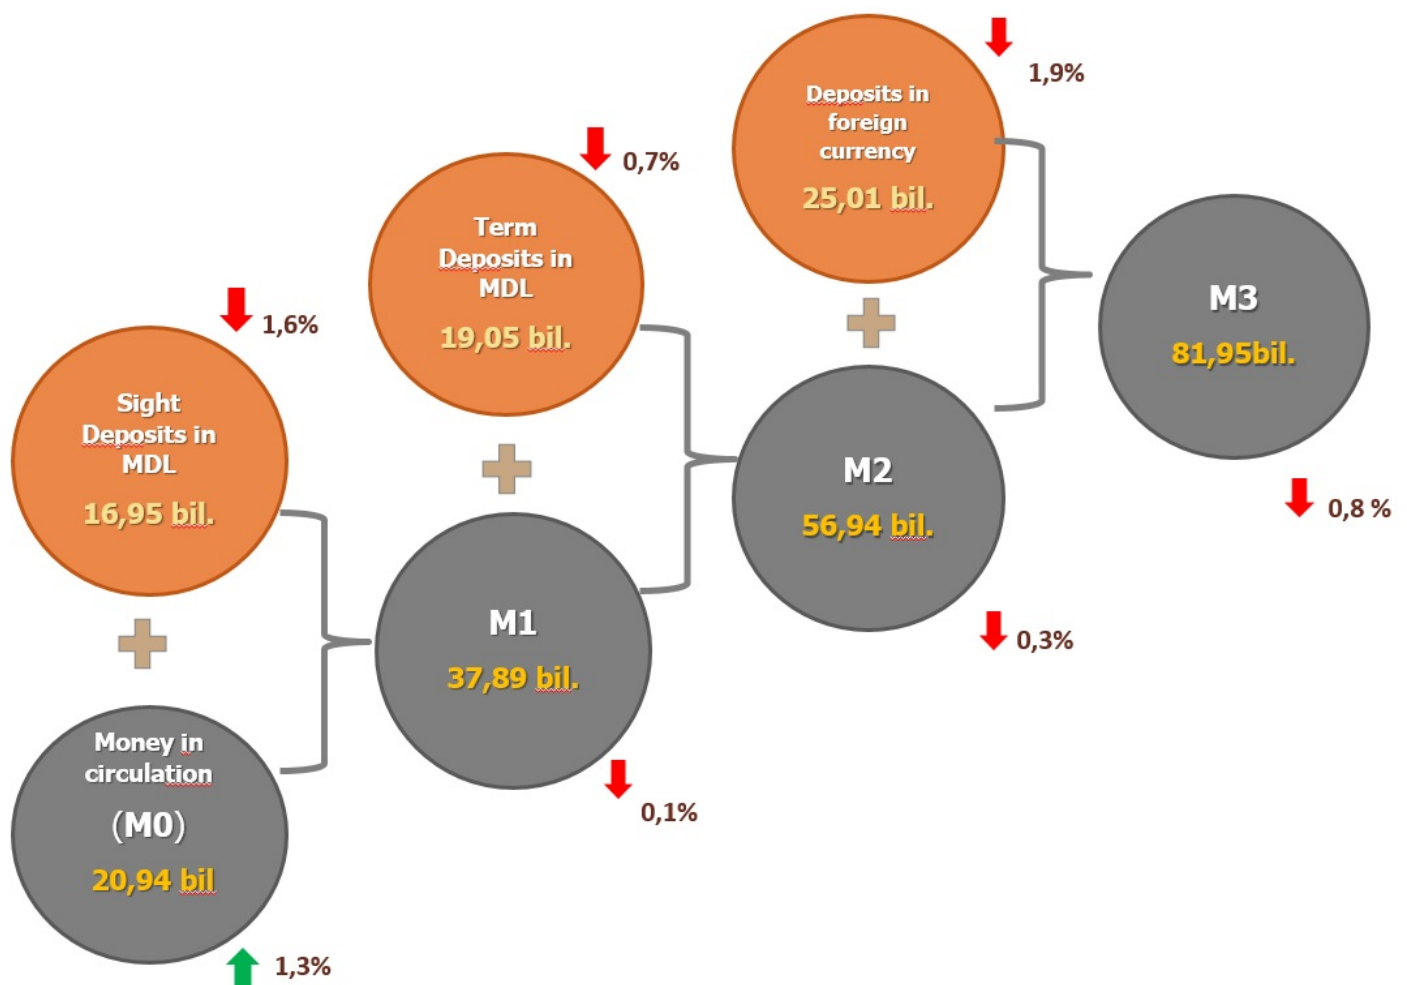 Sight
Deposits in
MDL
16,95 bil.
1,6%
Money in
circulation
(M0)
20,94 bil
1,3%
Term
Deposits in
MDL
19,05 bil.
0,7%
M1
37,89 bil.
0,1%
Deposits in
foreign
currency
25,01 bil.
1,9%
M2
56,94 bil.
0,3%
M3
81,95bil.
0,8 %